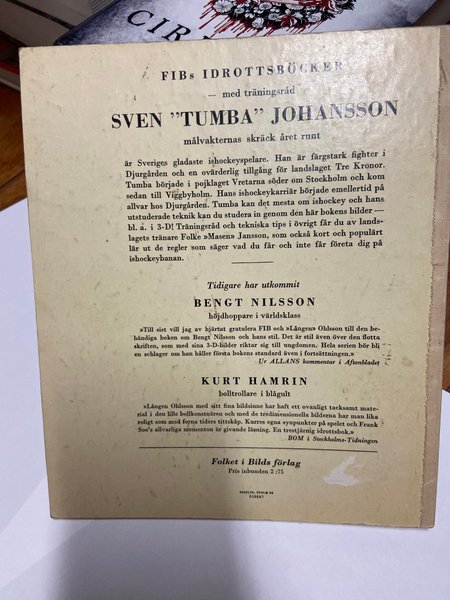 CIR
FIBs IDROTTSBÖCKER
— med träningsråd
SVEN ”TUMBA” JOHANSSON
målvakternas skräck året runt
är Sveriges gladaste ishockeyspelare. Han är färgstark fighter i
Djurgården och en ovärderlig tillgång för landslaget Tre Kronor.
Tumba började i pojklaget Vretarna söder om Stockholm och kom
sedan till Viggbyholm. Hans ishockeykarriär började emellertid på
allvar hos Djurgården. Tumba kan det mesta om ishockey och hans
utstuderade teknik kan du studera in genom den här bokens bilder —
bl. a. i 3-D! Träningsråd och tekniska tips i övrigt får du av lands-
lagets tränare Folke »Masen» Jansson, som också kort och populärt
lär ut de regler som säger vad du får och inte får företa dig på
ishockeybanan.
Tidigare har utkommit
BENGT NILSSON
höjdhoppare i världsklass
»Till sist vill jag av hjärtat gratulera FIB och »Lången» Ohlsson till den be-
händiga boken om Bengt Nilsson och hans stil. Det är stil även över den flotta
skriften, som med sina 3-D-bilder riktar sig till ungdomen. Hela serien bör bli
en schlager om han håller första bokens standard även i fortsättningen.»
Ur ALLANS kommentar i Aftonbladet
KURT HAMRIN
bolltrollare i blågult
»Lången Ohlsson med sitt fina bildsinne har haft ett ovanligt tacksamt mate-
rial i den lille bollkonstnären och med de tredimensionella bilderna har man lika
roligt som med forna tiders tittskåp. Kurres egna synpunkter på spelet och Frank
Soo's allvarliga mementon är givande läsning. En trestjärnig idrottsbok.»
BOM i Stockholms-Tidningen
Folket i Bilds förlag
Pris inbunden 2:75